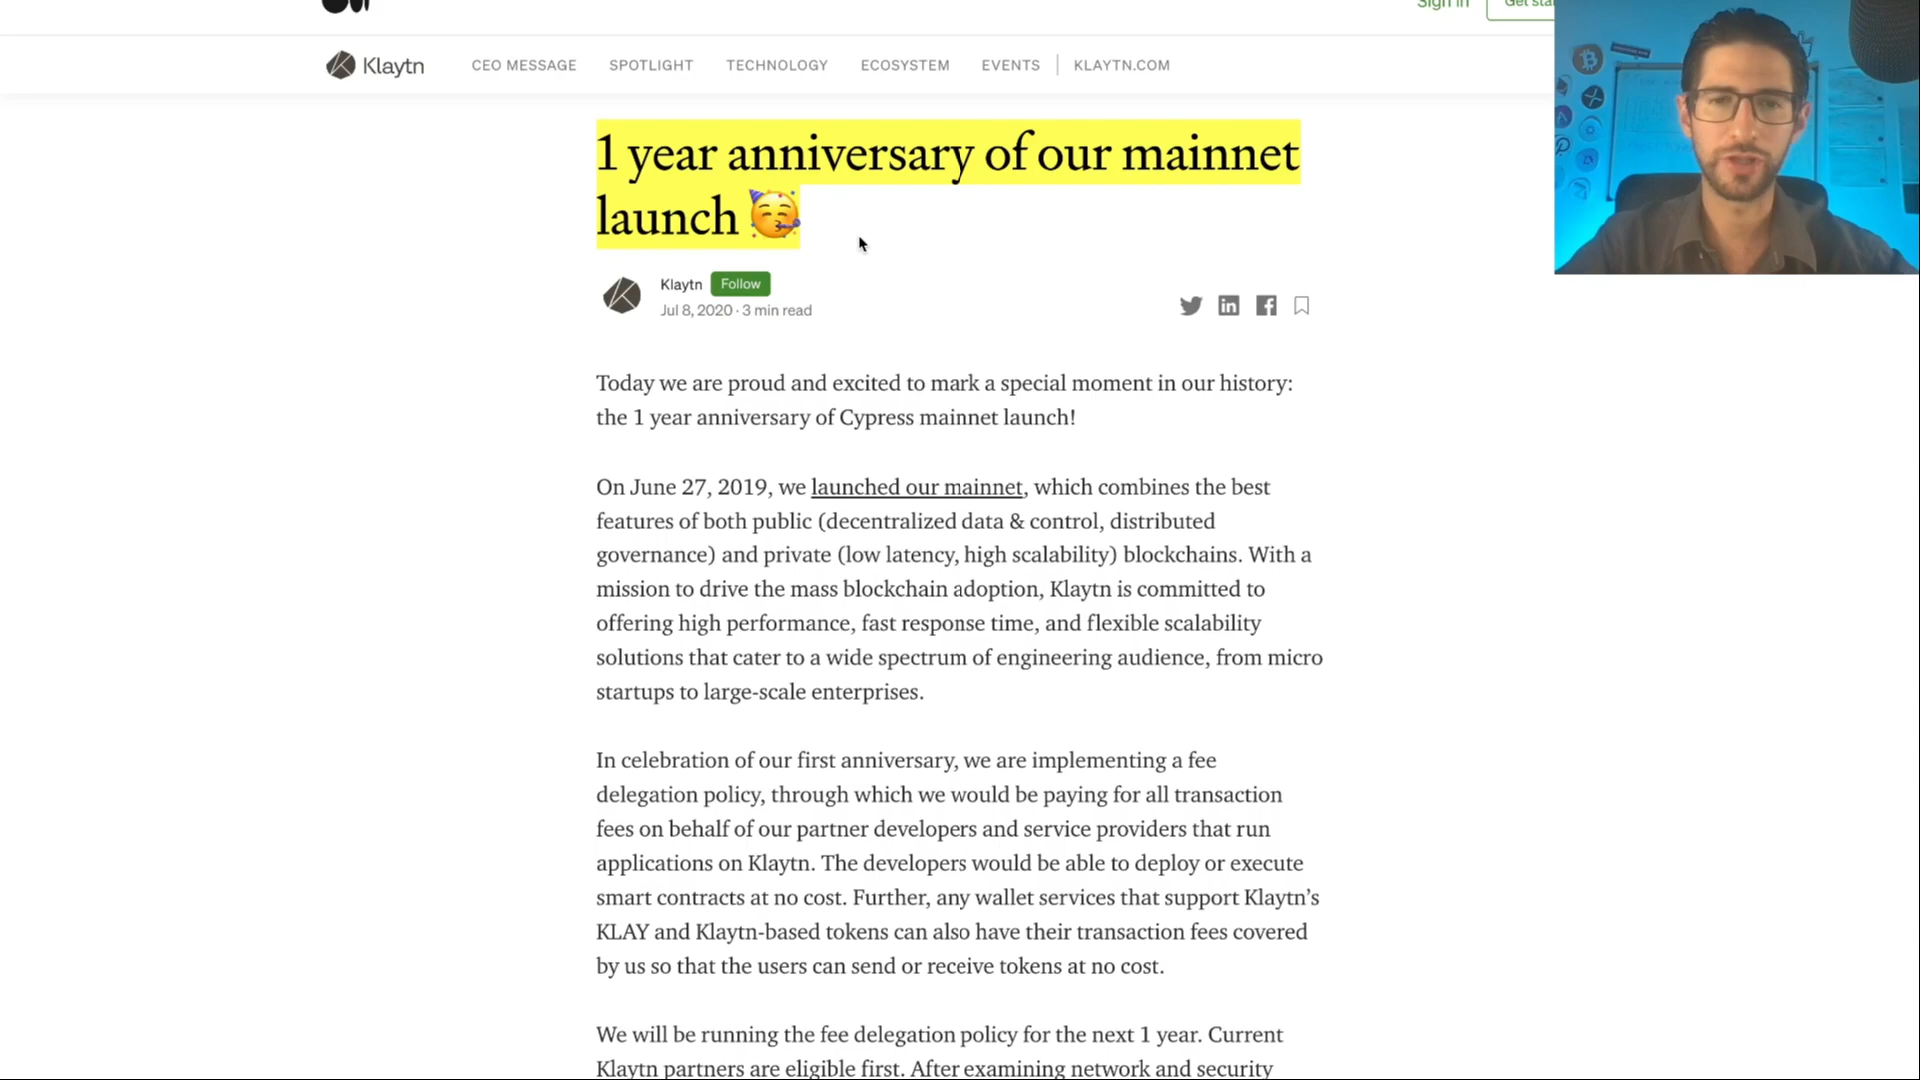 Sign in
Get sta
Klaytn
CEO MESSAGE
SPOTLIGHT
TECHNOLOGY
ECOSYSTEM
EVENTS
KLAYTN.COM
1 year anniversary of our mainnet
launch 🥳
Klaytn
Follow
Jul 8, 2020 · 3 min read
Today we are proud and excited to mark a special moment in our history:
the 1 year anniversary of Cypress mainnet launch!
On June 27, 2019, we launched our mainnet, which combines the best
features of both public (decentralized data & control, distributed
governance) and private (low latency, high scalability) blockchains. With a
mission to drive the mass blockchain adoption, Klaytn is committed to
offering high performance, fast response time, and flexible scalability
solutions that cater to a wide spectrum of engineering audience, from micro
startups to large-scale enterprises.
In celebration of our first anniversary, we are implementing a fee
delegation policy, through which we would be paying for all transaction
fees on behalf of our partner developers and service providers that run
applications on Klaytn. The developers would be able to deploy or execute
smart contracts at no cost. Further, any wallet services that support Klaytn’s
KLAY and Klaytn-based tokens can also have their transaction fees covered
by us so that the users can send or receive tokens at no cost.
We will be running the fee delegation policy for the next 1 year. Current
Klaytn partners are eligible first. After examining network and security